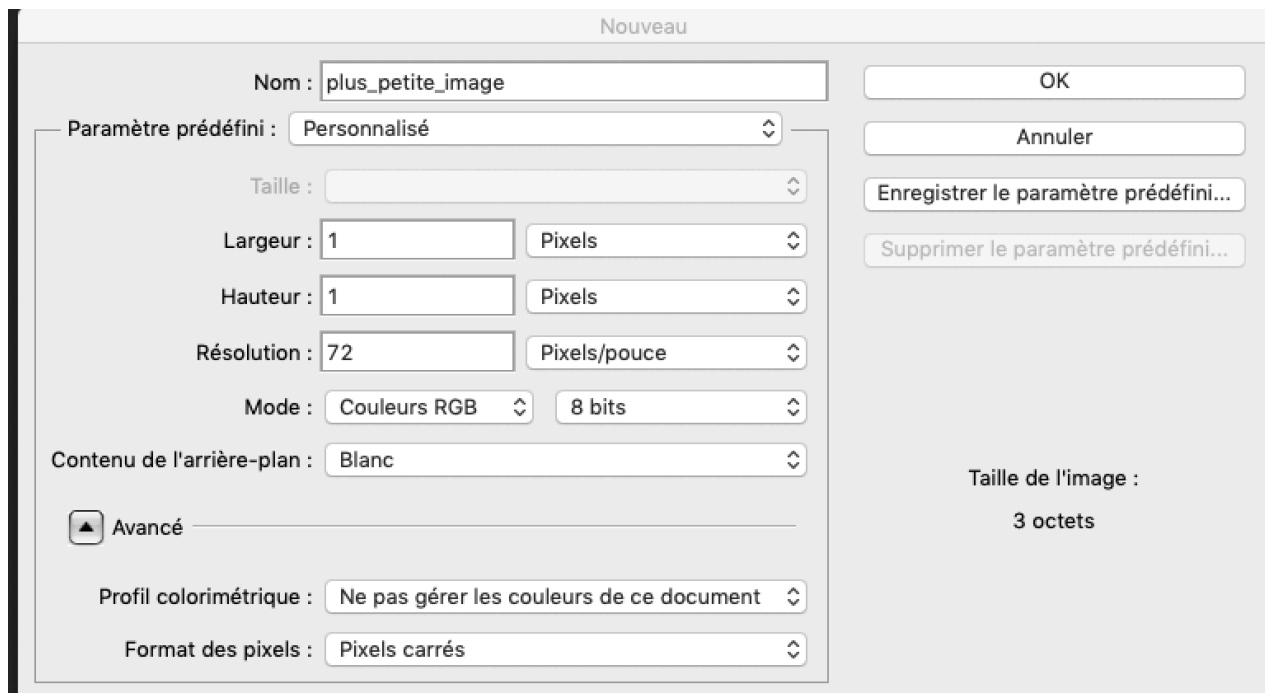 Nouveau
Nom : plus_petite_image
OK
Paramètre prédéfini : Personnalisé
Annuler
Taille :
Enregistrer le paramètre prédéfini...
Largeur : 1 Pixels
Supprimer le paramètre prédéfini...
Hauteur : 1 Pixels
Résolution : 72 Pixels/pouce
Mode : Couleurs RGB 8 bits
Contenu de l'arrière-plan : Blanc
Taille de l'image :
3 octets
Avancé
Profil colorimétrique : Ne pas gérer les couleurs de ce document
Format des pixels : Pixels carrés